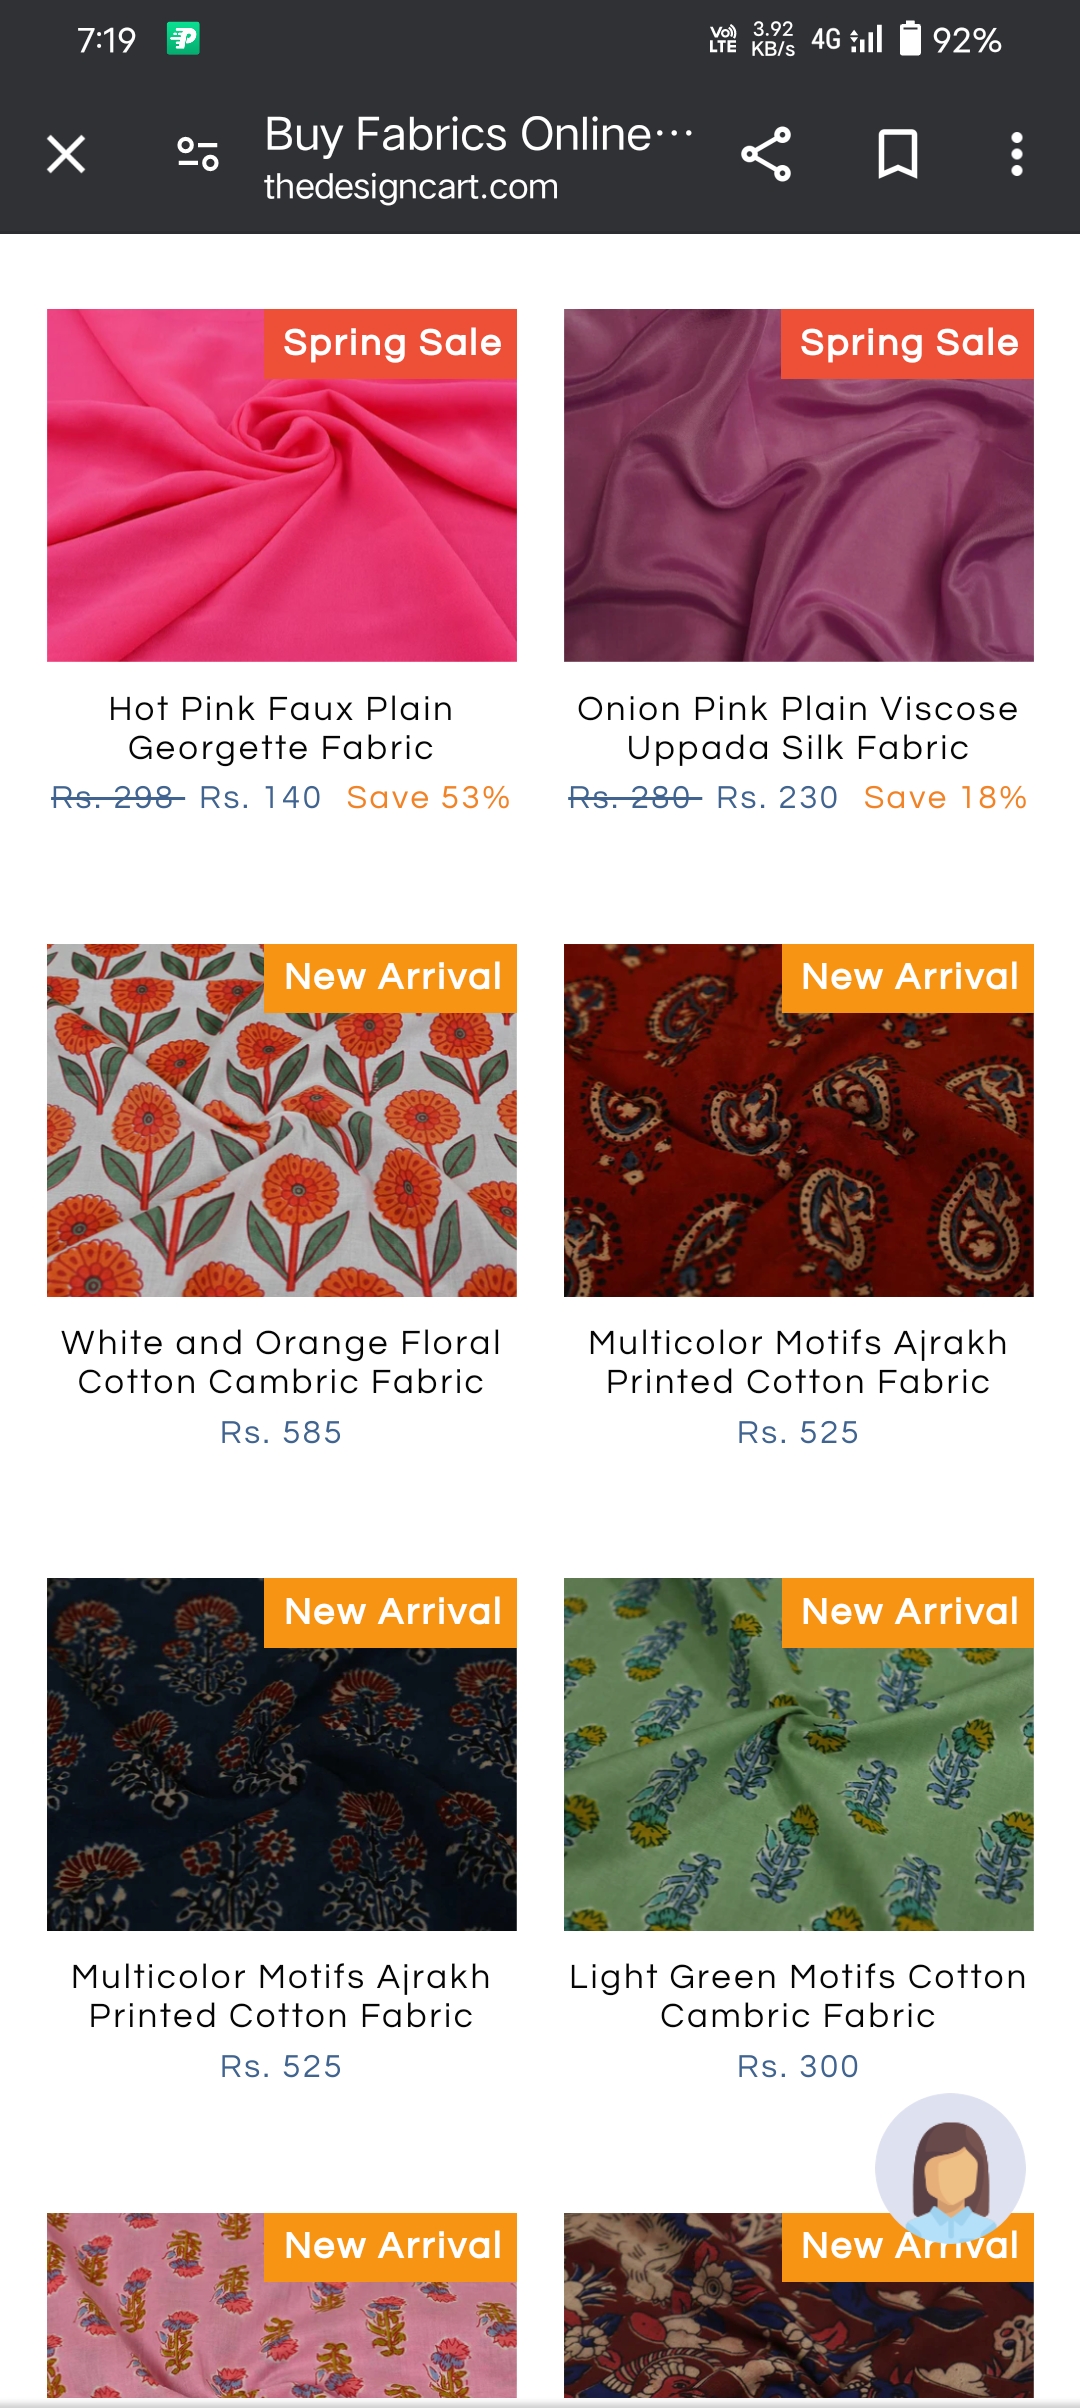 7:19
Vo)) LTE 3.92 KB/s 4G 92%
Buy Fabrics Online...
thedesigncart.com
Spring Sale
Spring Sale
Hot Pink Faux Plain
Georgette Fabric
Rs. 298 Rs. 140 Save 53%
Onion Pink Plain Viscose
Uppada Silk Fabric
Rs. 280 Rs. 230 Save 18%
New Arrival
New Arrival
White and Orange Floral
Cotton Cambric Fabric
Rs. 585
Multicolor Motifs Ajrakh
Printed Cotton Fabric
Rs. 525
New Arrival
New Arrival
Multicolor Motifs Ajrakh
Printed Cotton Fabric
Rs. 525
Light Green Motifs Cotton
Cambric Fabric
Rs. 300
New Arrival
New Arrival